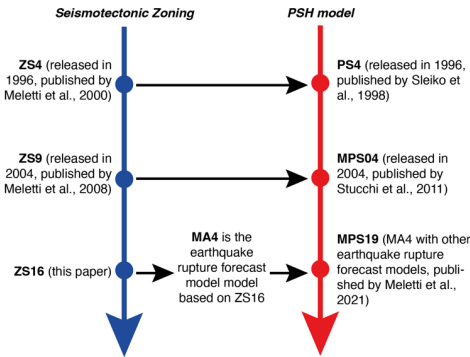 Seismotectonic Zoning
PSH model
ZS4 (released in
1996, published by
Meletti et al., 2000)
PS4 (released in 1996,
published by Sleiko et
al., 1998)
ZS9 (released in
2004, published by
Meletti et al., 2008)
MPS04 (released in
2004, published by
Stucchi et al., 2011)
ZS16 (this paper)
MA4 is the
earthquake
rupture forecast
model model
based on ZS16
MPS19 (MA4 with other
earthquake rupture
forecast models, publi-
shed by Meletti et al.,
2021)